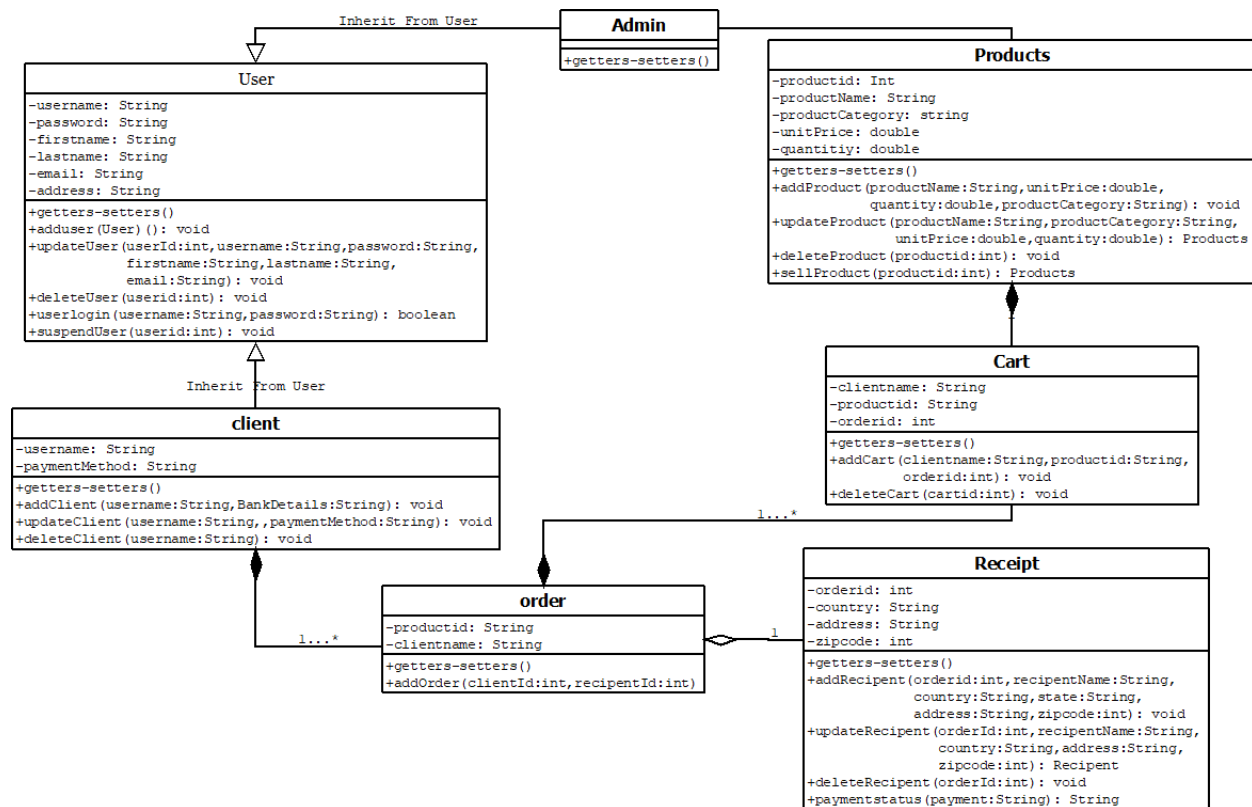 Inherit From User
Admin
+getters-setters()
User
-username: String
-password: String
-firstname: String
-lastname: String
-email: String
-address: String
+getters-setters()
+adduser(User)(): void
+updateUser(userId:int,username:String,password:String,
firstname:String,lastname:String,
email:String): void
+deleteUser(userid:int): void
+userlogin(username:String,password:String): boolean
+suspendUser(userid:int): void
Products
-productid: Int
-productName: String
-productCategory: string
-unitPrice: double
-quantitiy: double
+getters-setters()
+addProduct(productName:String,unitPrice:double,
quantity:double,productCategory:String): void
+updateProduct(productName:String,productCategory:String,
unitPrice:double,quantity:double): Products
+deleteProduct(productid:int): void
+sellProduct(productid:int): Products
Inherit From User
Cart
-clientname: String
-productid: String
-orderid: int
+getters-setters()
+addCart(clientname:String,productid:String,
orderid:int): void
+deleteCart(cartid:int): void
client
-username: String
-paymentMethod: String
+getters-setters()
+addClient(username:String,BankDetails:String): void
+updateClient(username:String,,paymentMethod:String): void
+deleteClient(username:String): void
1...*
1...*
order
-productid: String
-clientname: String
+getters-setters()
+addOrder(clientId:int,recipentId:int)
1
Receipt
-orderid: int
-country: String
-address: String
-zipcode: int
+getters-setters()
+addRecipent(orderid:int,recipentName:String,
country:String,state:String,
address:String,zipcode:int): void
+updateRecipent(orderId:int,recipentName:String,
country:String,address:String,
zipcode:int): Recipent
+deleteRecipent(orderId:int): void
+paymentstatus(payment:String): String